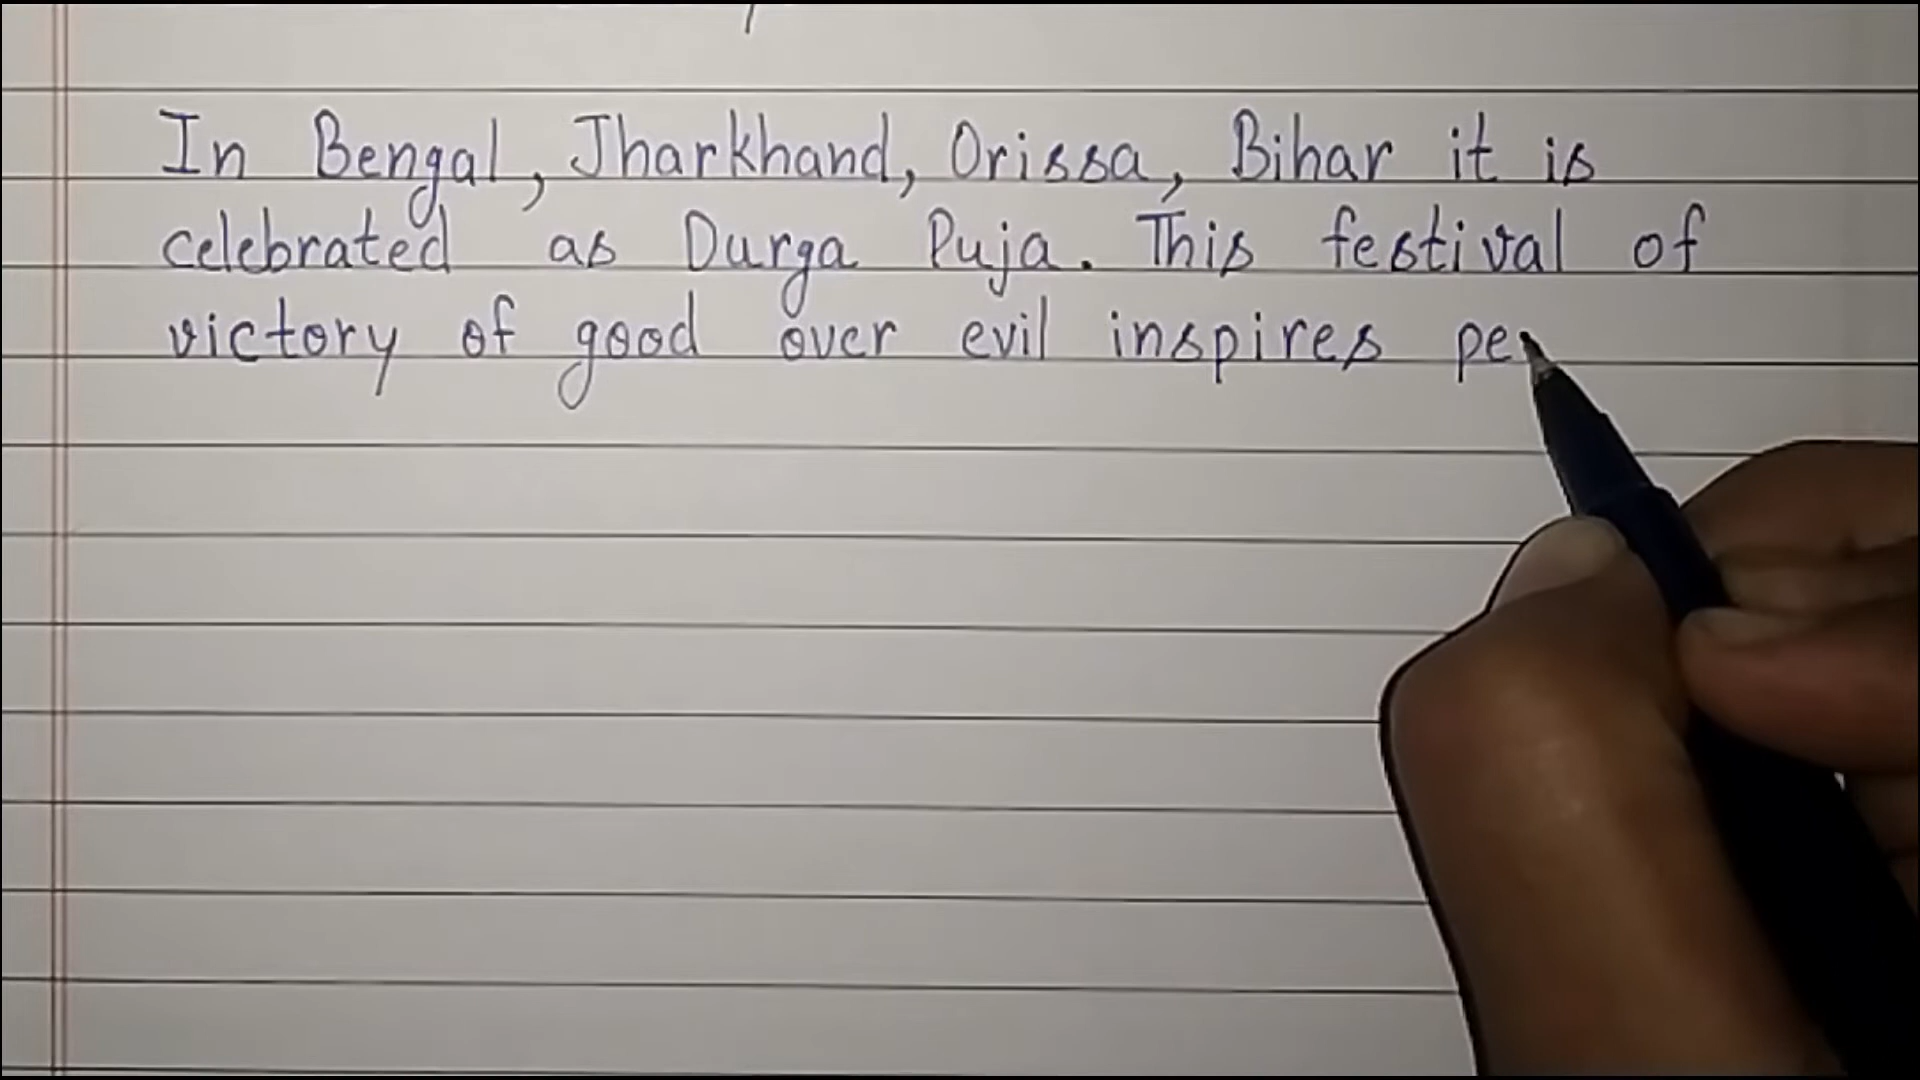 In Bengal, Jharkhand, Orissa, Bihar it is
celebrated as Durga Puja. This festival of
victory of good over evil inspires pe